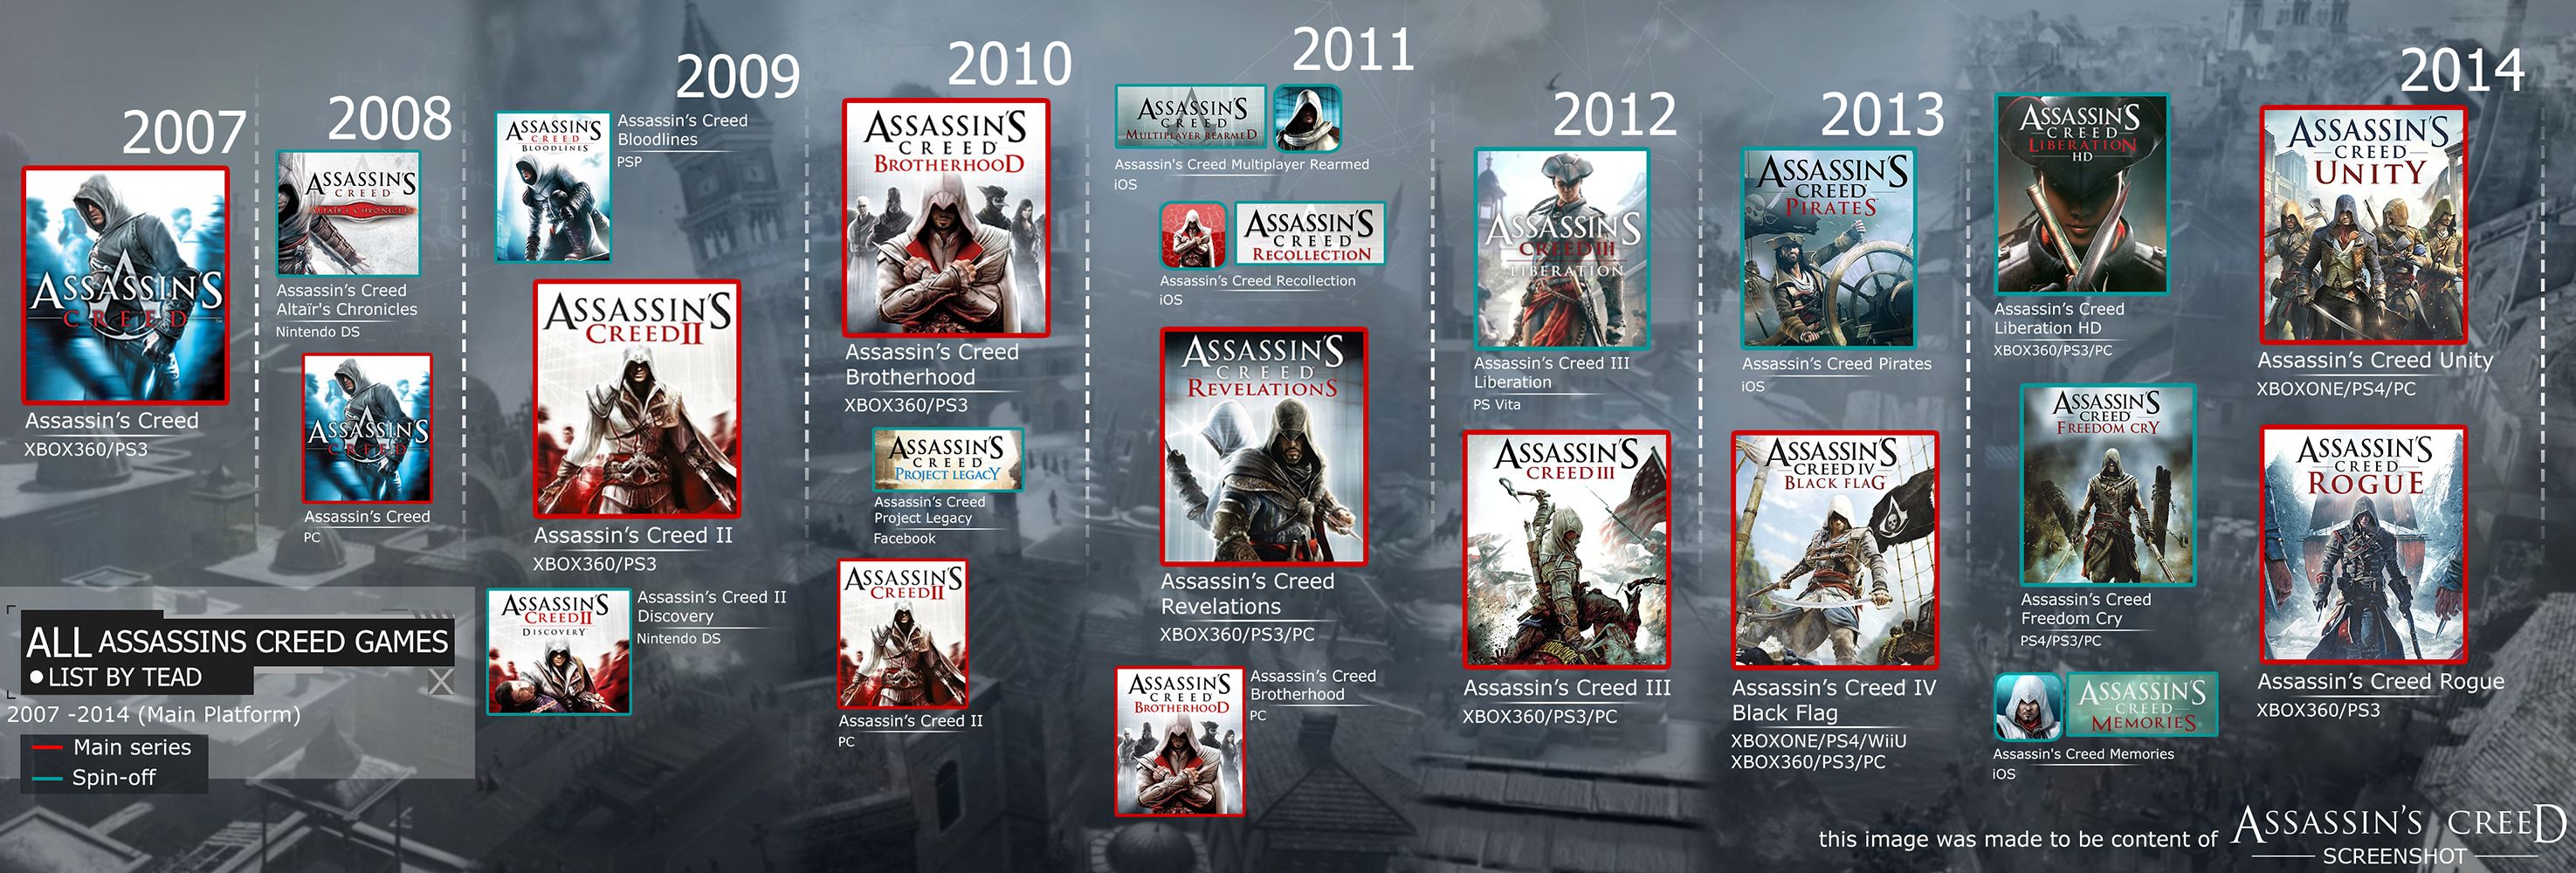 2007
ASSASSIN'S
CREED
Assassin's Creed
XBOX360/PS3
2008
ASSASSIN'S
CREED
ALTAÏR'S CHRONICLES
Assassin's Creed
Altaïr's Chronicles
Nintendo DS
ASSASSIN'S
CREED
Assassin's Creed
PC
2009
ASSASSIN'S
CREED
BLOODLINES
Assassin's Creed
Bloodlines
PSP
ASSASSIN'S
CREED II
Assassin's Creed II
XBOX360/PS3
ASSASSIN'S
CREED II
DISCOVERY
Assassin's Creed II
Discovery
Nintendo DS
2010
ASSASSIN'S
CREED
BROTHERHOOD
Assassin's Creed
Brotherhood
XBOX360/PS3
ASSASSIN'S
CREED
PROJECT LEGACY
Assassin's Creed
Project Legacy
Facebook
ASSASSIN'S
CREED II
Assassin's Creed II
PC
2011
ASSASSIN'S
CREED
MULTIPLAYER REARMED
Assassin's Creed Multiplayer Rearmed
iOS
ASSASSIN'S
CREED
RECOLLECTION
Assassin's Creed Recollection
iOS
ASSASSIN'S
CREED
REVELATIONS
Assassin's Creed
Revelations
XBOX360/PS3/PC
ASSASSIN'S
CREED
BROTHERHOOD
Assassin's Creed
Brotherhood
PC
2012
ASSASSIN'S
CREED III
LIBERATION
Assassin's Creed III
Liberation
PS Vita
ASSASSIN'S
CREED III
Assassin's Creed III
XBOX360/PS3/PC
2013
ASSASSIN'S
CREED
PIRATES
Assassin's Creed Pirates
iOS
ASSASSIN'S
CREED IV
BLACK FLAG
Assassin's Creed IV
Black Flag
XBOXONE/PS4/WiiU
XBOX360/PS3/PC
2014
ASSASSIN'S
CREED
LIBERATION
HD
Assassin's Creed
Liberation HD
XBOX360/PS3/PC
ASSASSIN'S
CREED
FREEDOM CRY
Assassin's Creed
Freedom Cry
PS4/PS3/PC
ASSASSIN'S
CREED
MEMORIES
Assassin's Creed Memories
iOS
ASSASSIN'S
CREED
UNITY
Assassin's Creed Unity
XBOXONE/PS4/PC
ASSASSIN'S
CREED
ROGUE
Assassin's Creed Rogue
XBOX360/PS3
ALL ASSASSINS CREED GAMES
• LIST BY TEAD
2007 -2014 (Main Platform)
Main series
Spin-off
this image was made to be content of ASSASSIN'S CREED
SCREENSHOT